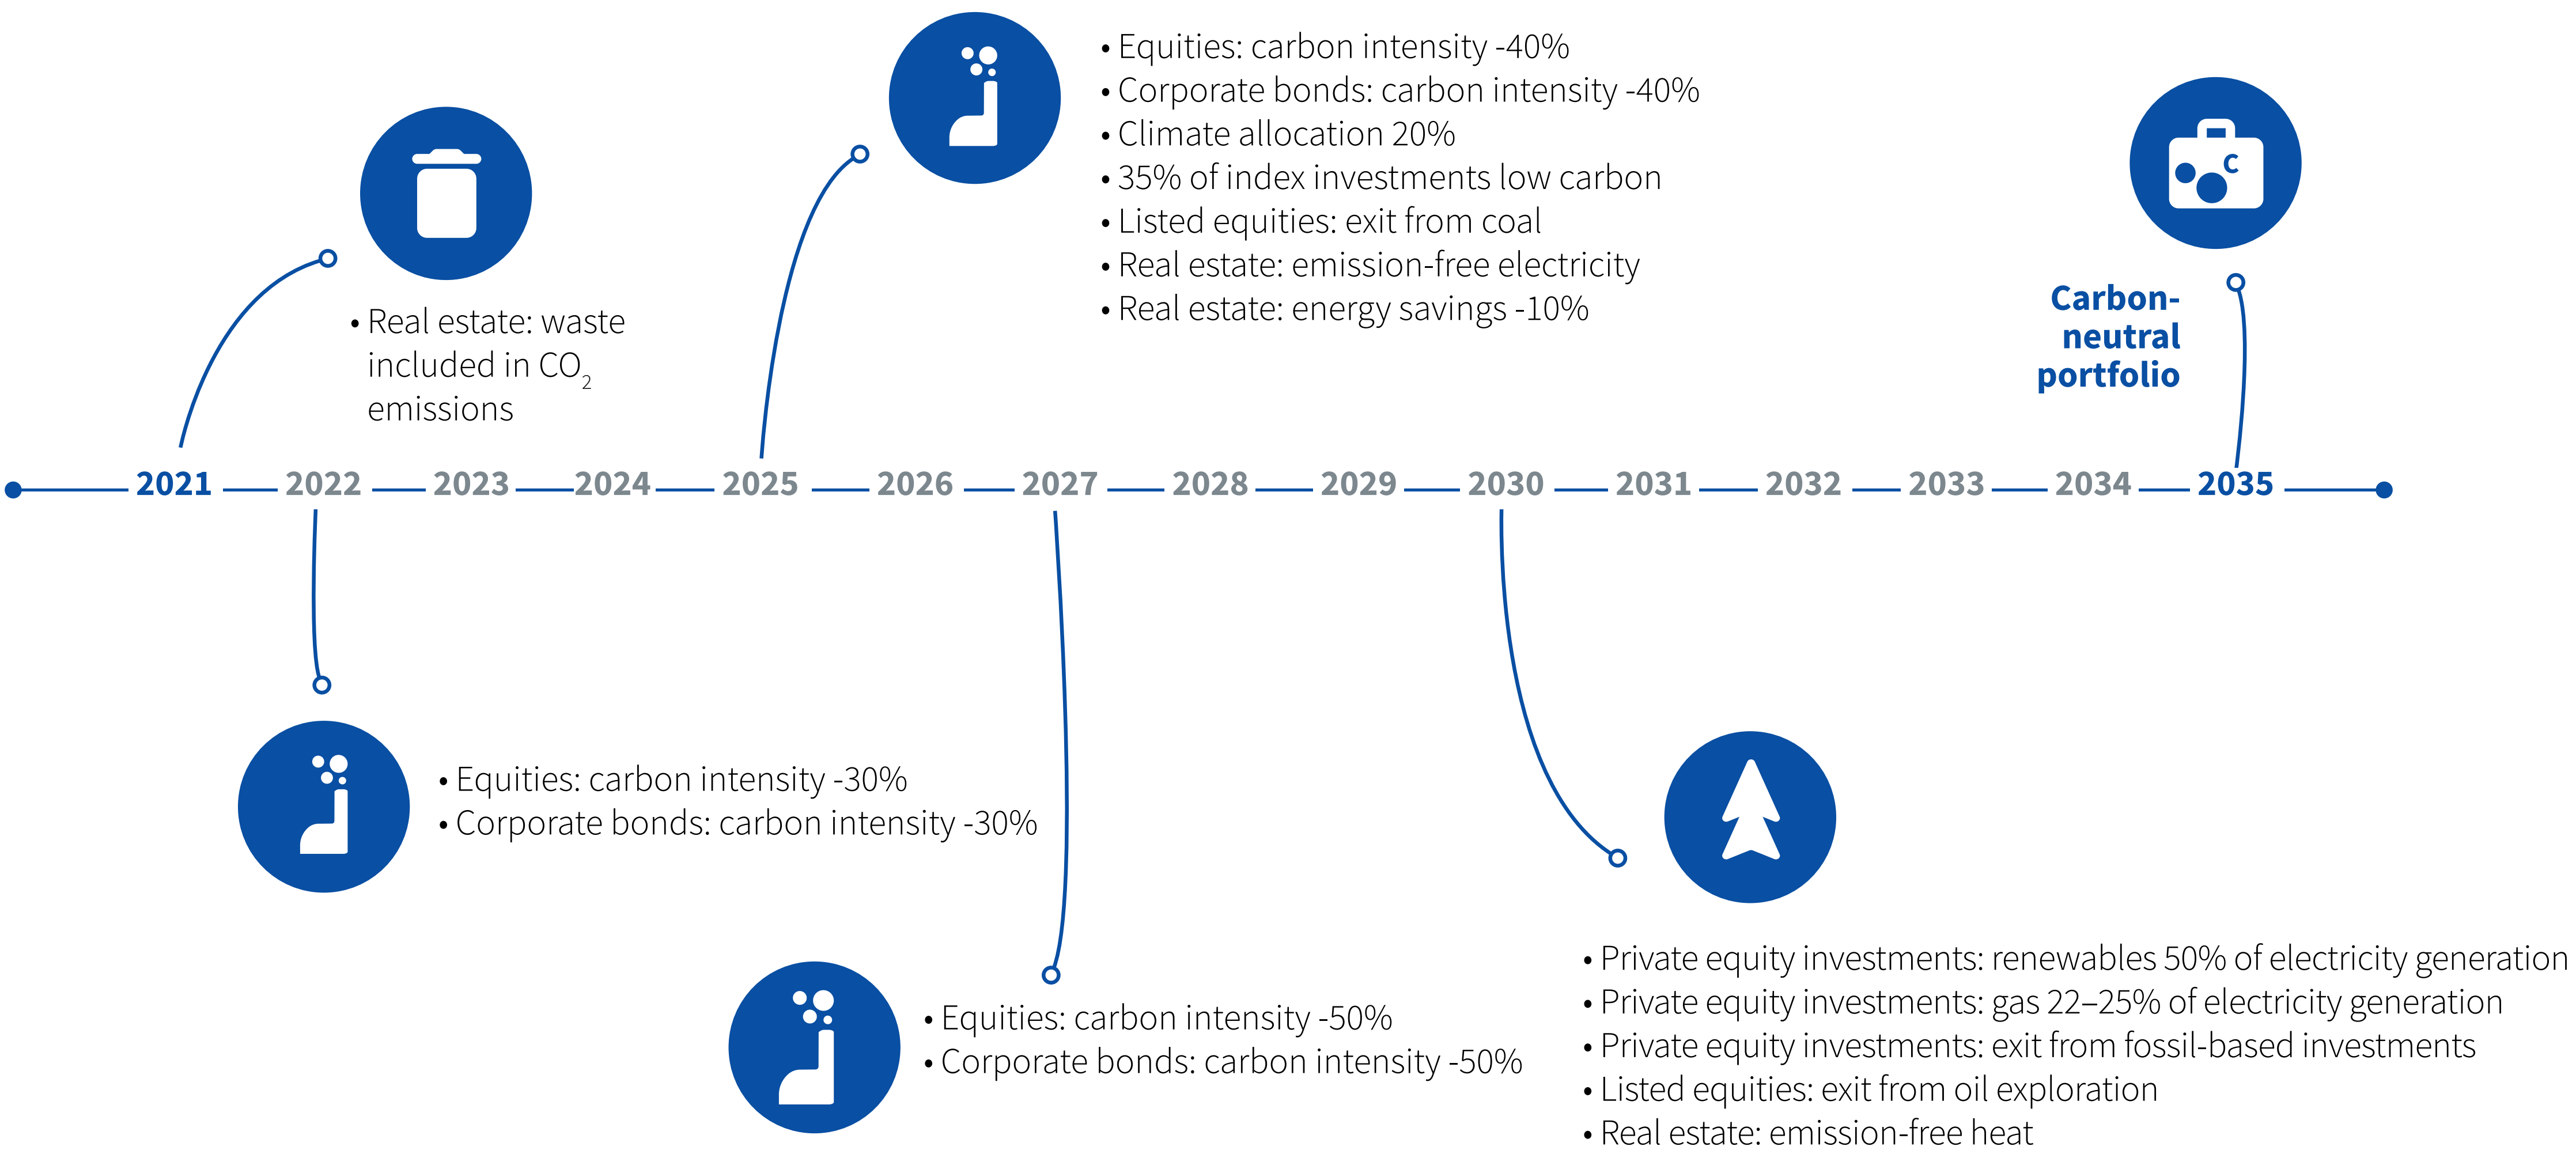 • Equities: carbon intensity -40%
• Corporate bonds: carbon intensity -40%
• Climate allocation 20%
• 35% of index investments low carbon
• Listed equities: exit from coal
• Real estate: emission-free electricity
• Real estate: energy savings -10%
C
• Real estate: waste
included in CO₂
emissions
Carbon-
neutral
portfolio
2021 2022 2023 2024 2025 2026 2027 2028 2029 2030 2031 2032 2033 2034 2035
• Equities: carbon intensity -30%
• Corporate bonds: carbon intensity -30%
• Equities: carbon intensity -50%
• Corporate bonds: carbon intensity -50%
• Private equity investments: renewables 50% of electricity generation
• Private equity investments: gas 22–25% of electricity generation
• Private equity investments: exit from fossil-based investments
• Listed equities: exit from oil exploration
• Real estate: emission-free heat